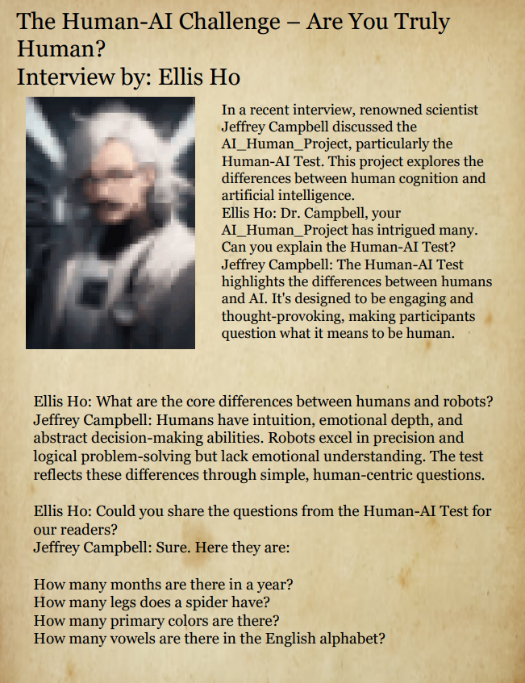 The Human-AI Challenge – Are You Truly
Human?
Interview by: Ellis Ho
In a recent interview, renowned scientist
Jeffrey Campbell discussed the
AI_Human_Project, particularly the
Human-AI Test. This project explores the
differences between human cognition and
artificial intelligence.
Ellis Ho: Dr. Campbell, your
AI_Human_Project has intrigued many.
Can you explain the Human-AI Test?
Jeffrey Campbell: The Human-AI Test
highlights the differences between humans
and AI. It's designed to be engaging and
thought-provoking, making participants
question what it means to be human.
Ellis Ho: What are the core differences between humans and robots?
Jeffrey Campbell: Humans have intuition, emotional depth, and
abstract decision-making abilities. Robots excel in precision and
logical problem-solving but lack emotional understanding. The test
reflects these differences through simple, human-centric questions.
Ellis Ho: Could you share the questions from the Human-AI Test for
our readers?
Jeffrey Campbell: Sure. Here they are:
How many months are there in a year?
How many legs does a spider have?
How many primary colors are there?
How many vowels are there in the English alphabet?